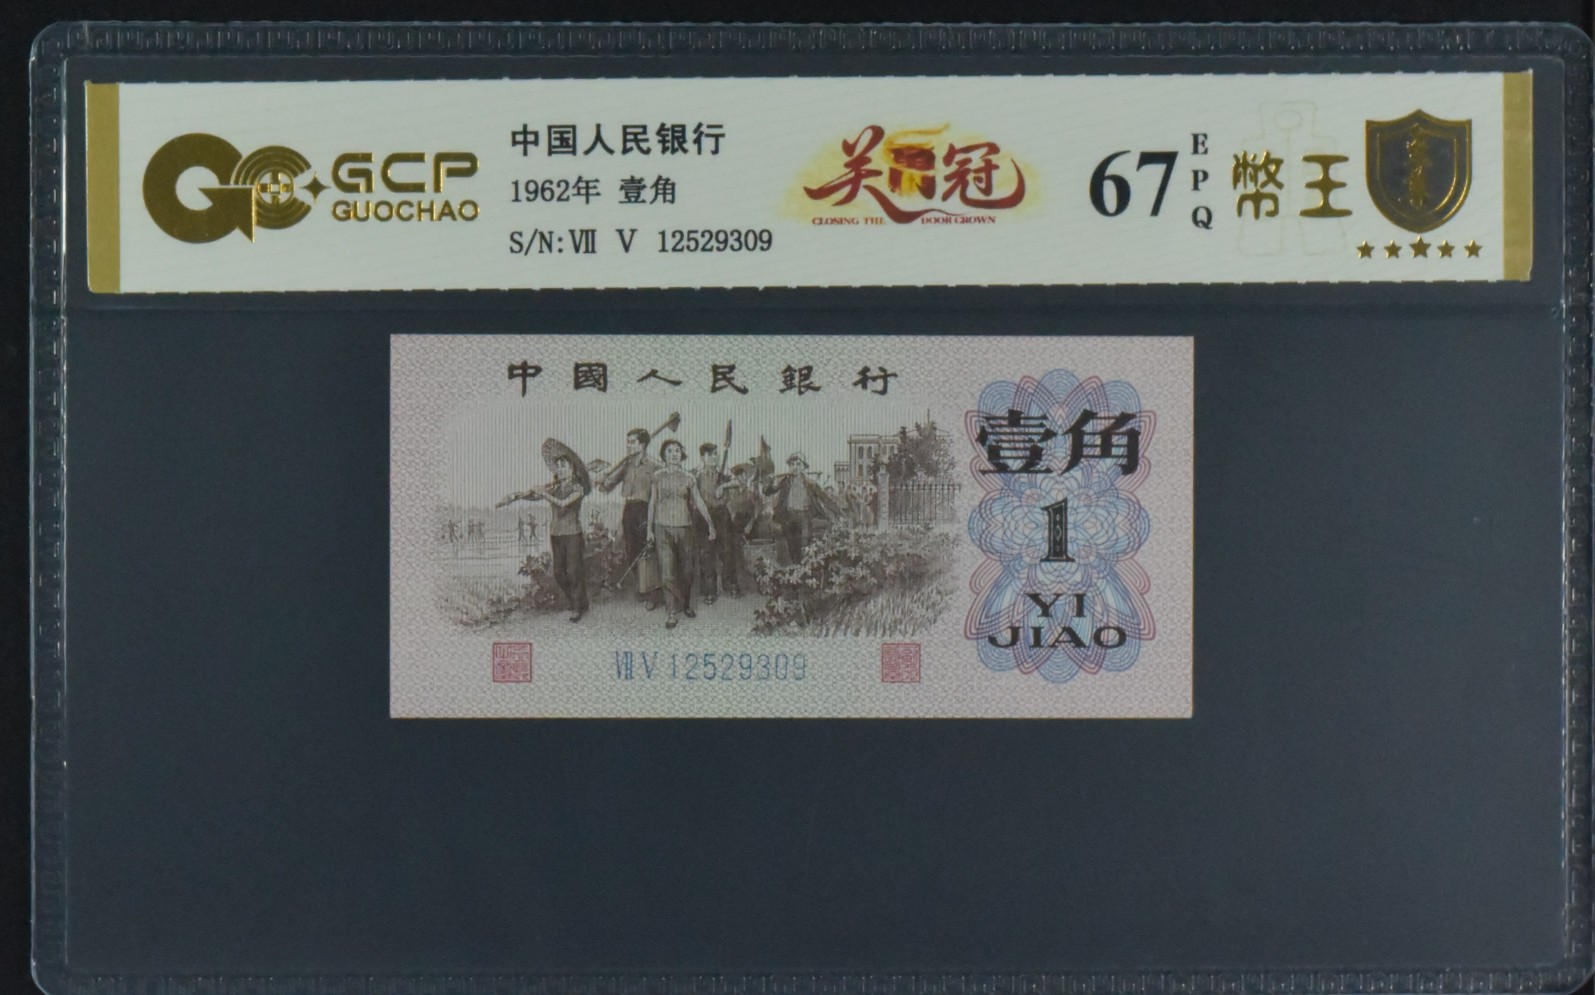 GCP
GUOCHAO
中国人民银行
1962年 壹角
S/N: Ⅶ Ⅴ 12529309
关门冠
CLOSING THE DOOR CROWN
67
EPQ
幣王
中國人民銀行
壹角
1
YI
JIAO
Ⅶ Ⅴ 12529309